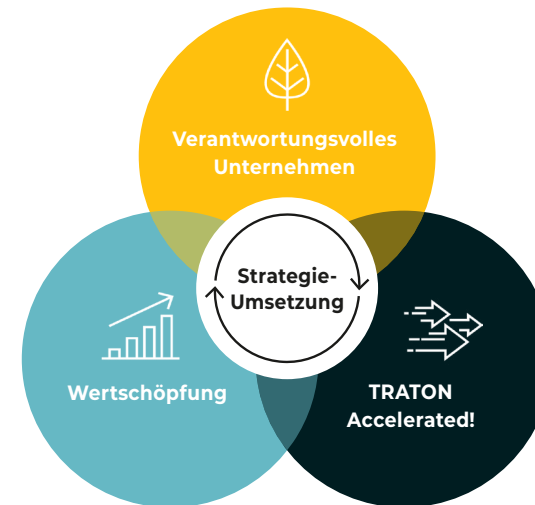 Verantwortungsvolles
Unternehmen
Strategie-
Umsetzung
Wertschöpfung
TRATON
Accelerated!